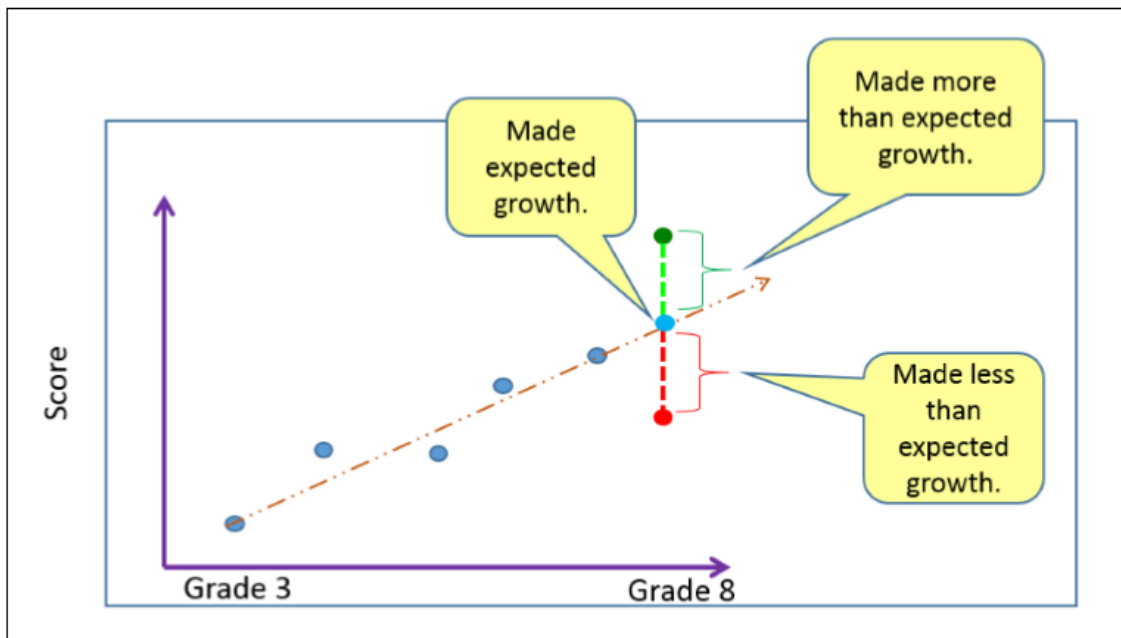 Made more
than expected
growth.
Made
expected
growth.
Score
Made less
than
expected
growth.
Grade 3
Grade 8